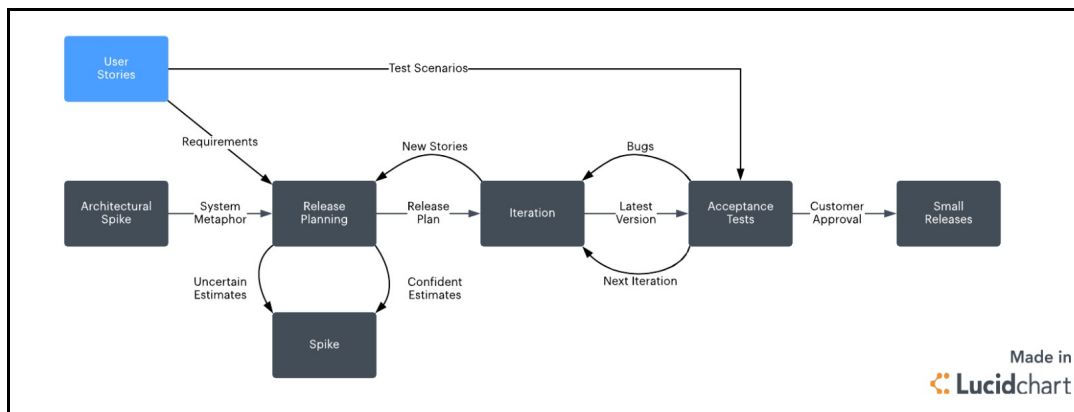 User
Stories
Test Scenarios
Requirements
New Stories
Bugs
Architectural
Spike
System
Metaphor
Release
Planning
Release
Plan
Iteration
Latest
Version
Acceptance
Tests
Customer
Approval
Small
Releases
Uncertain
Estimates
Confident
Estimates
Next Iteration
Spike
Made in
Lucidchart